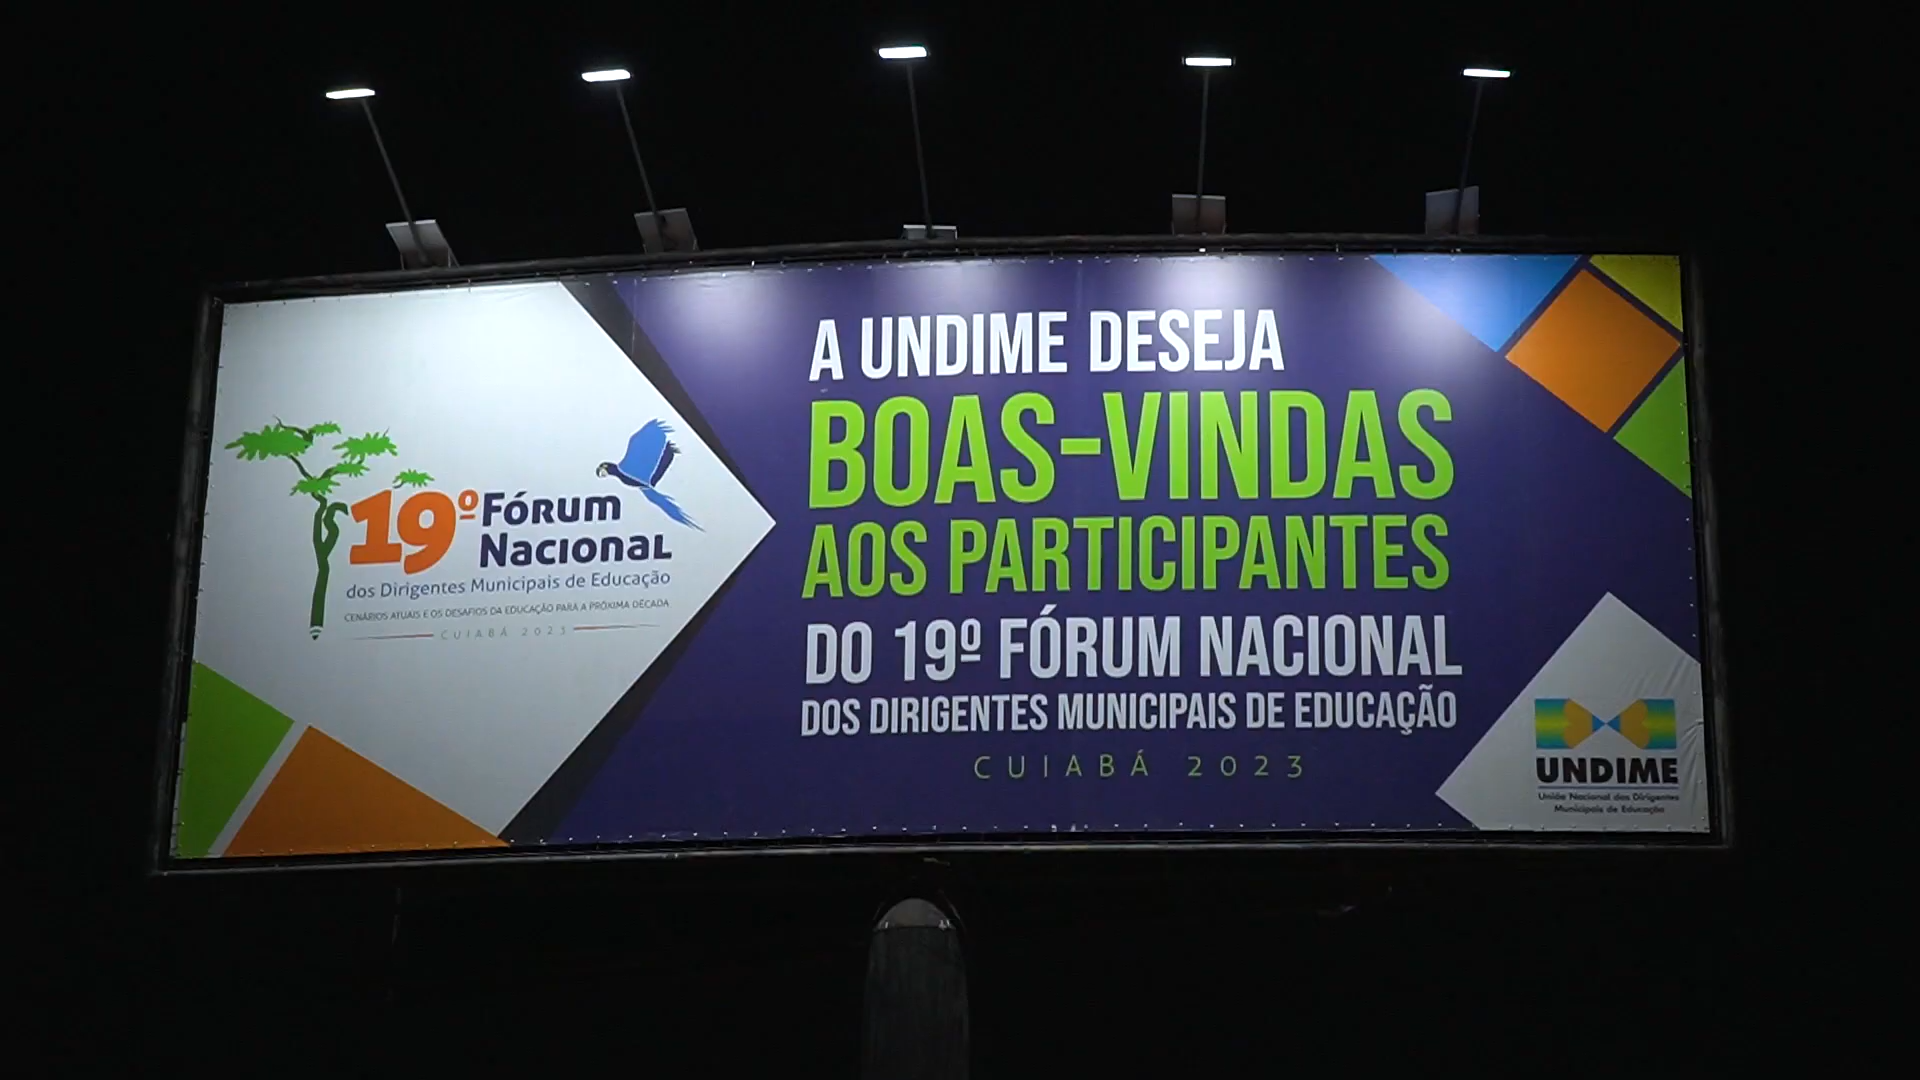 19º Fórum
Nacional
dos Dirigentes Municipais de Educação
CENÁRIOS ATUAIS E OS DESAFIOS DA EDUCAÇÃO PARA A PRÓXIMA DÉCADA
CUIABÁ 2023
A UNDIME DESEJA
BOAS-VINDAS
AOS PARTICIPANTES
DO 19º FÓRUM NACIONAL
DOS DIRIGENTES MUNICIPAIS DE EDUCAÇÃO
CUIABÁ 2023
UNDIME
União Nacional dos Dirigentes
Municipais de Educação